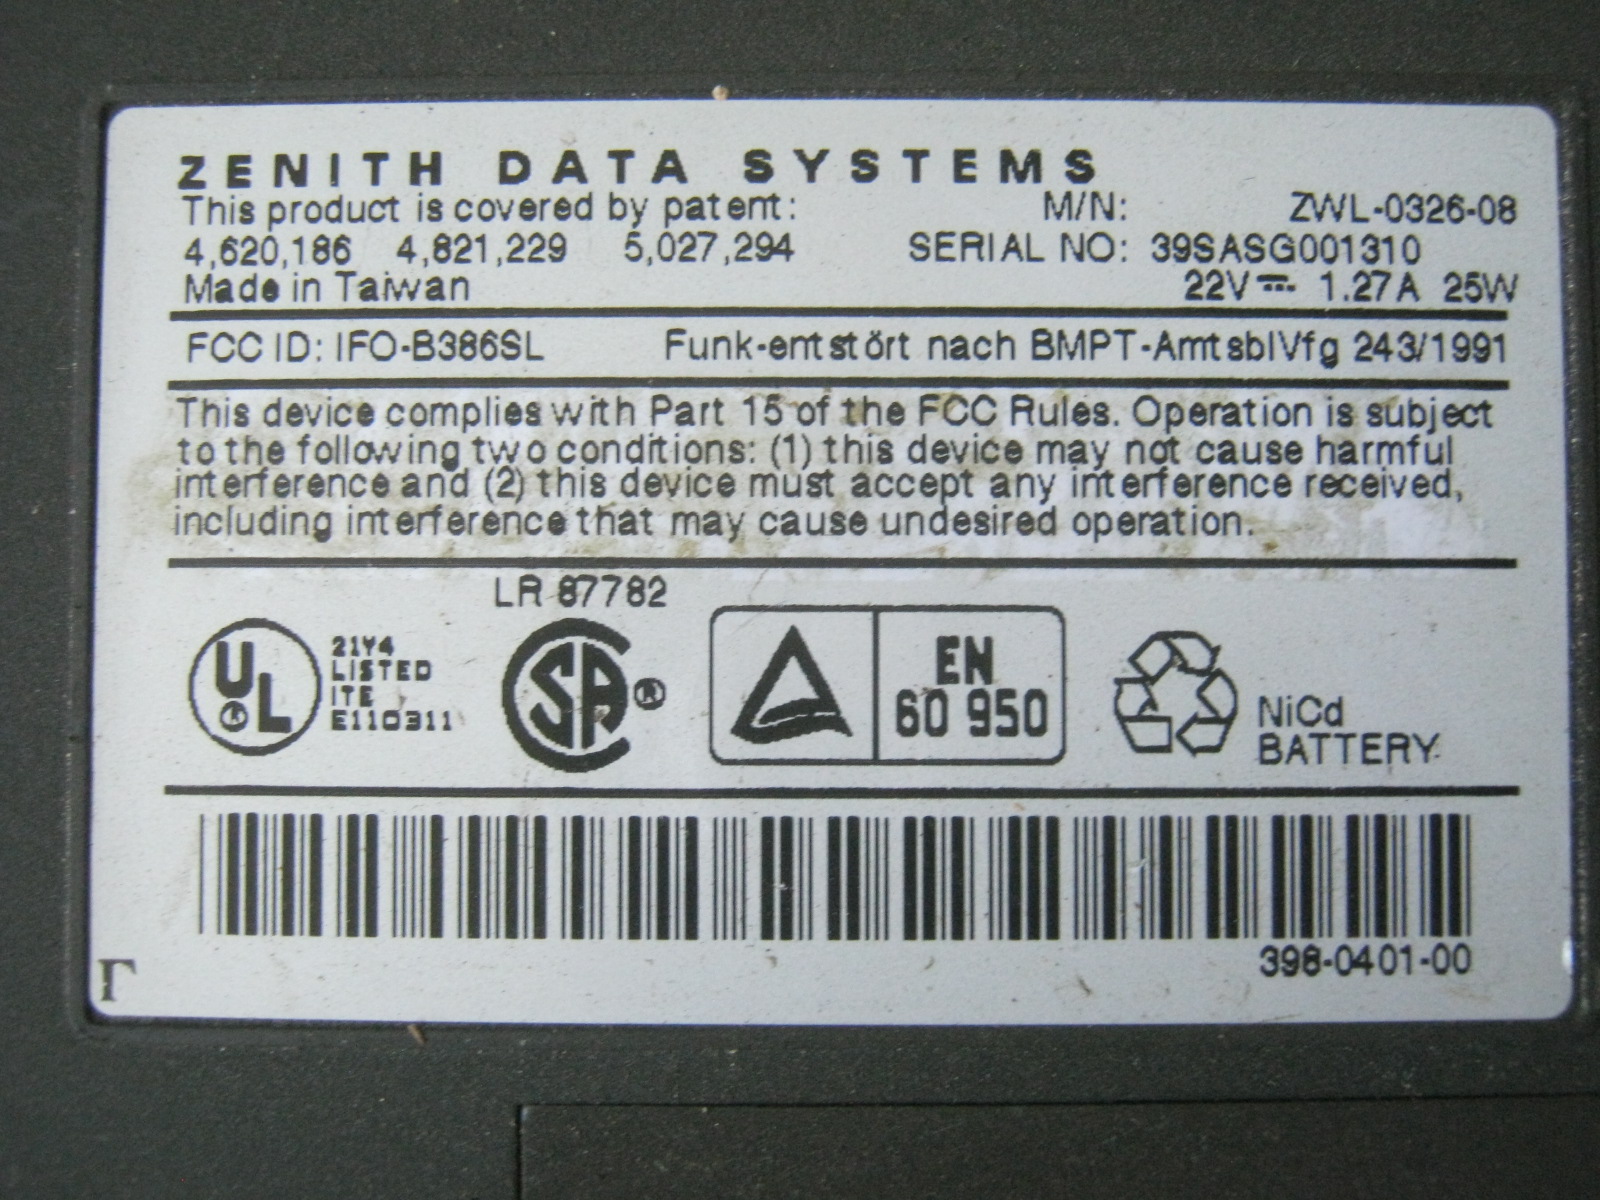 ZENITH DATA SYSTEMS
This product is covered by patent: M/N: ZWL-0326-08
4,620,186 4,821,229 5,027,294 SERIAL NO: 39SASG001310
Made in Taiwan 22V⎓ 1.27A 25W
FCC ID: IFO-B386SL Funk-entstört nach BMPT-AmtsblVfg 243/1991
This device complies with Part 15 of the FCC Rules. Operation is subject
to the following two conditions: (1) this device may not cause harmful
interference and (2) this device must accept any interference received,
including interference that may cause undesired operation.
LR 87782
UL®
21Y4
LISTED
ITE
E110311
SA®
EN
60 950
NiCd
BATTERY
398-0401-00
Γ